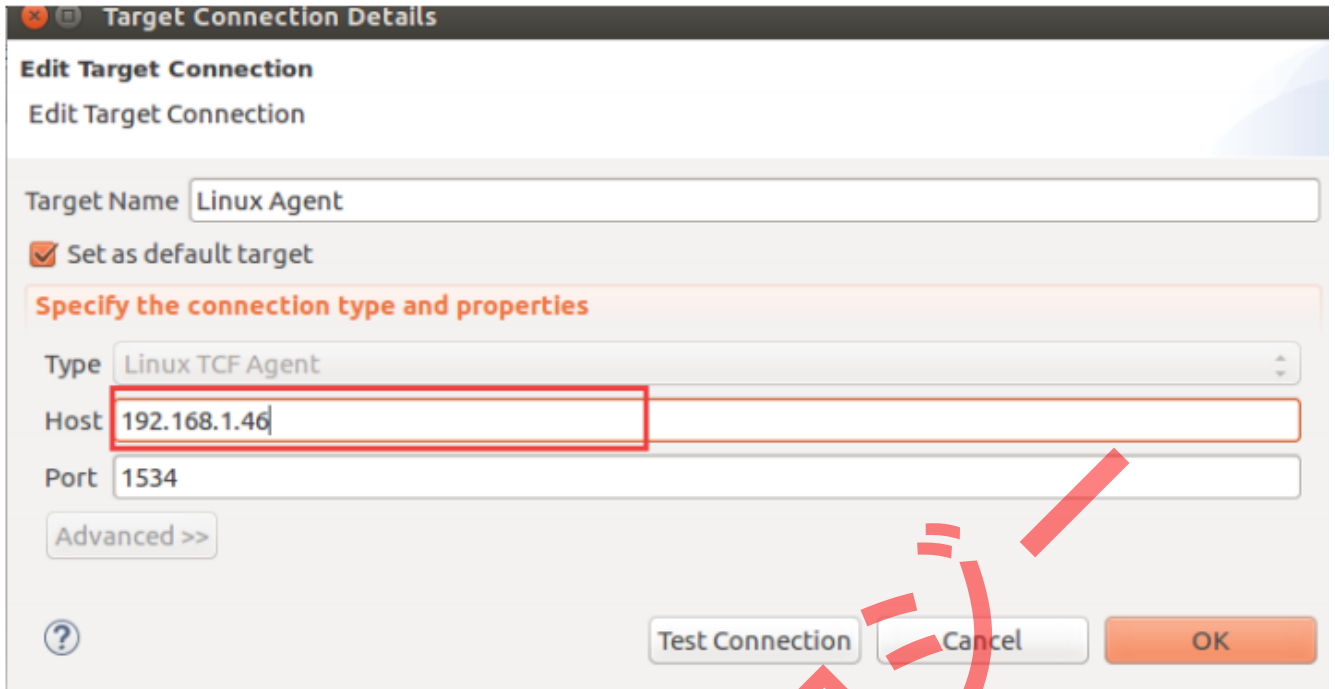 Target Connection Details
Edit Target Connection
Edit Target Connection
Target Name Linux Agent
Set as default target
Specify the connection type and properties
Type Linux TCF Agent
Host 192.168.1.46
Port 1534
Advanced >>
? Test Connection Cancel OK